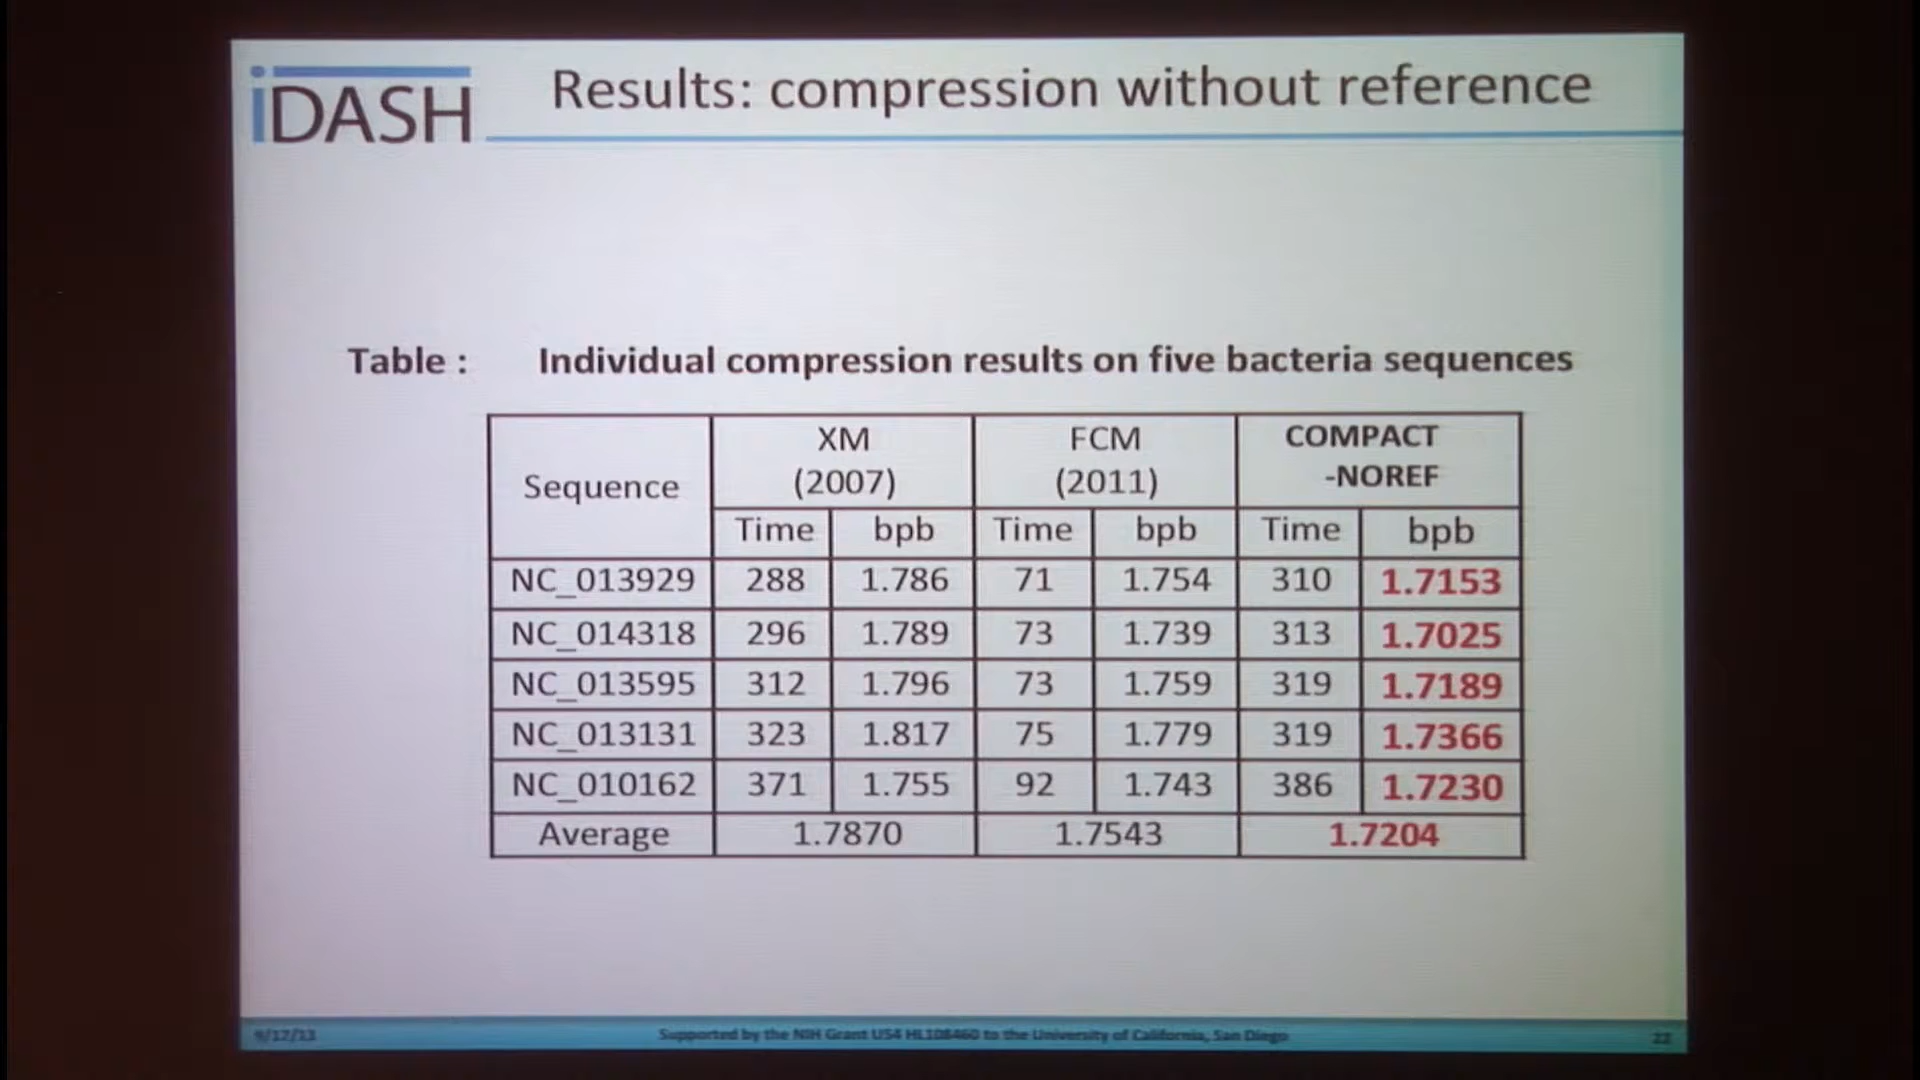 iDASH
Results: compression without reference
Table : Individual compression results on five bacteria sequences
Sequence XM (2007) FCM (2011) COMPACT -NOREF
Time bpb Time bpb Time bpb
NC_013929 288 1.786 71 1.754 310 1.7153
NC_014318 296 1.789 73 1.739 313 1.7025
NC_013595 312 1.796 73 1.759 319 1.7189
NC_013131 323 1.817 75 1.779 319 1.7366
NC_010162 371 1.755 92 1.743 386 1.7230
Average 1.7870 1.7543 1.7204
9/12/13 Supported by the NIH Grant U54 HL108460 to the University of California, San Diego 22